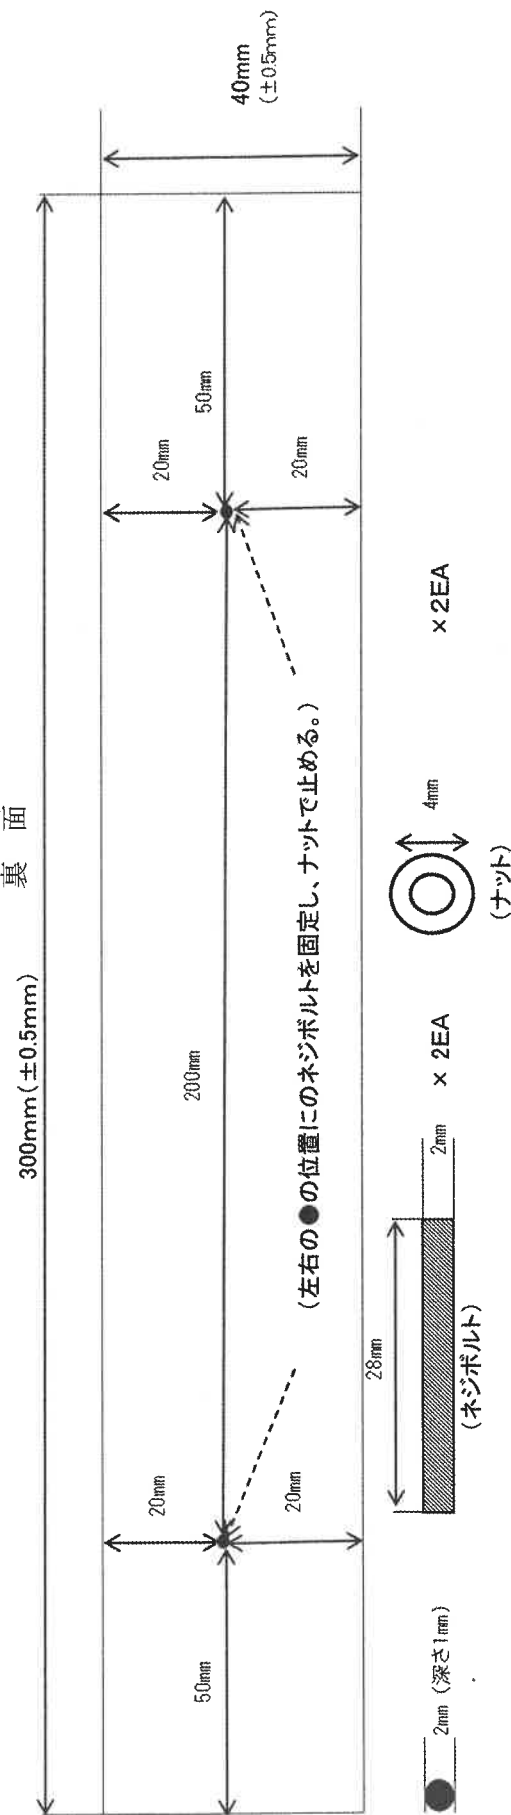 裏 面
300mm(±0.5mm)
40mm
(±0.5mm)
20mm
20mm
50mm
200mm
50mm
20mm
20mm
(左右の●の位置にのネジボルトを固定し、ナットで止める。)
2mm (深さ1mm)
28mm
2mm
(ネジボルト)
× 2EA
4mm
(ナット)
×2EA